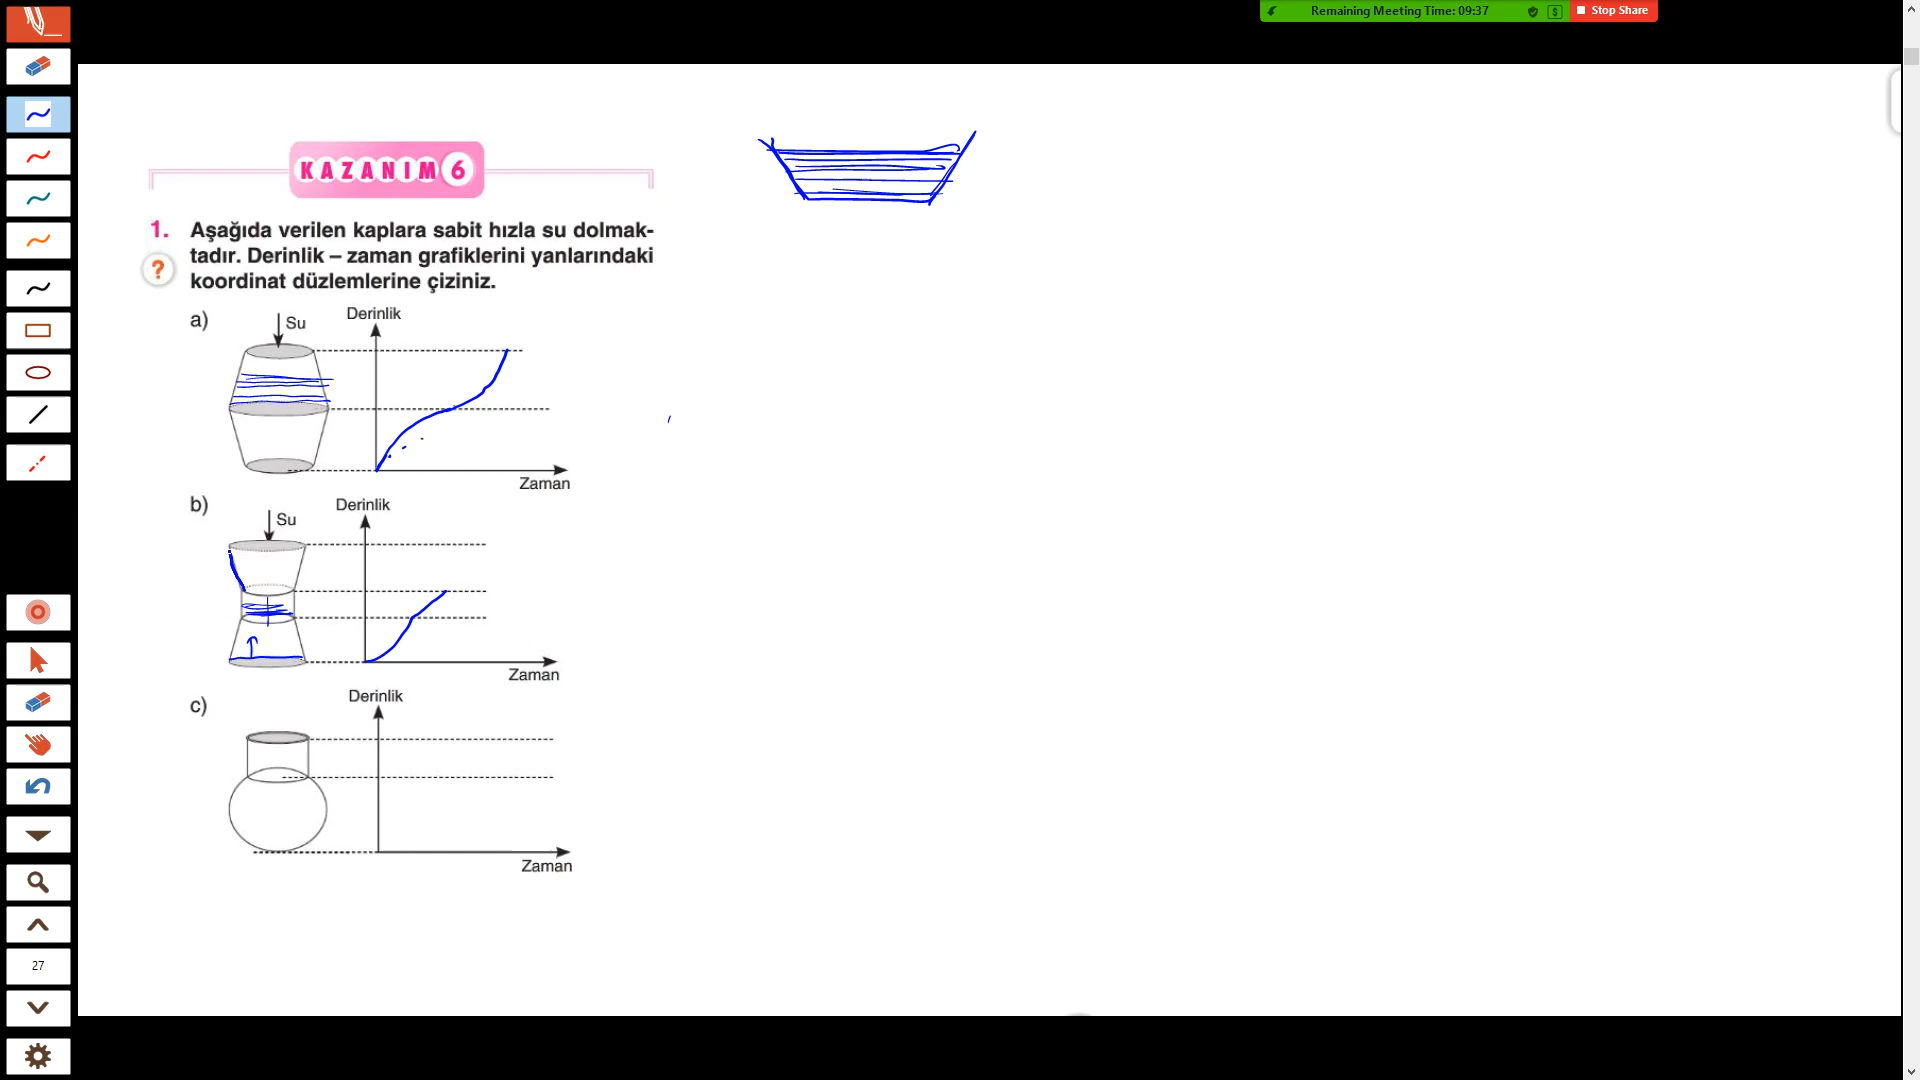 Remaining Meeting Time: 09:37
Stop Share
KAZANIM 6
1. Aşağıda verilen kaplara sabit hızla su dolmak-
tadır. Derinlik – zaman grafiklerini yanlarındaki
koordinat düzlemlerine çiziniz.
?
a)
Su
Derinlik
Zaman
b)
Su
Derinlik
Zaman
c)
Derinlik
Zaman
27